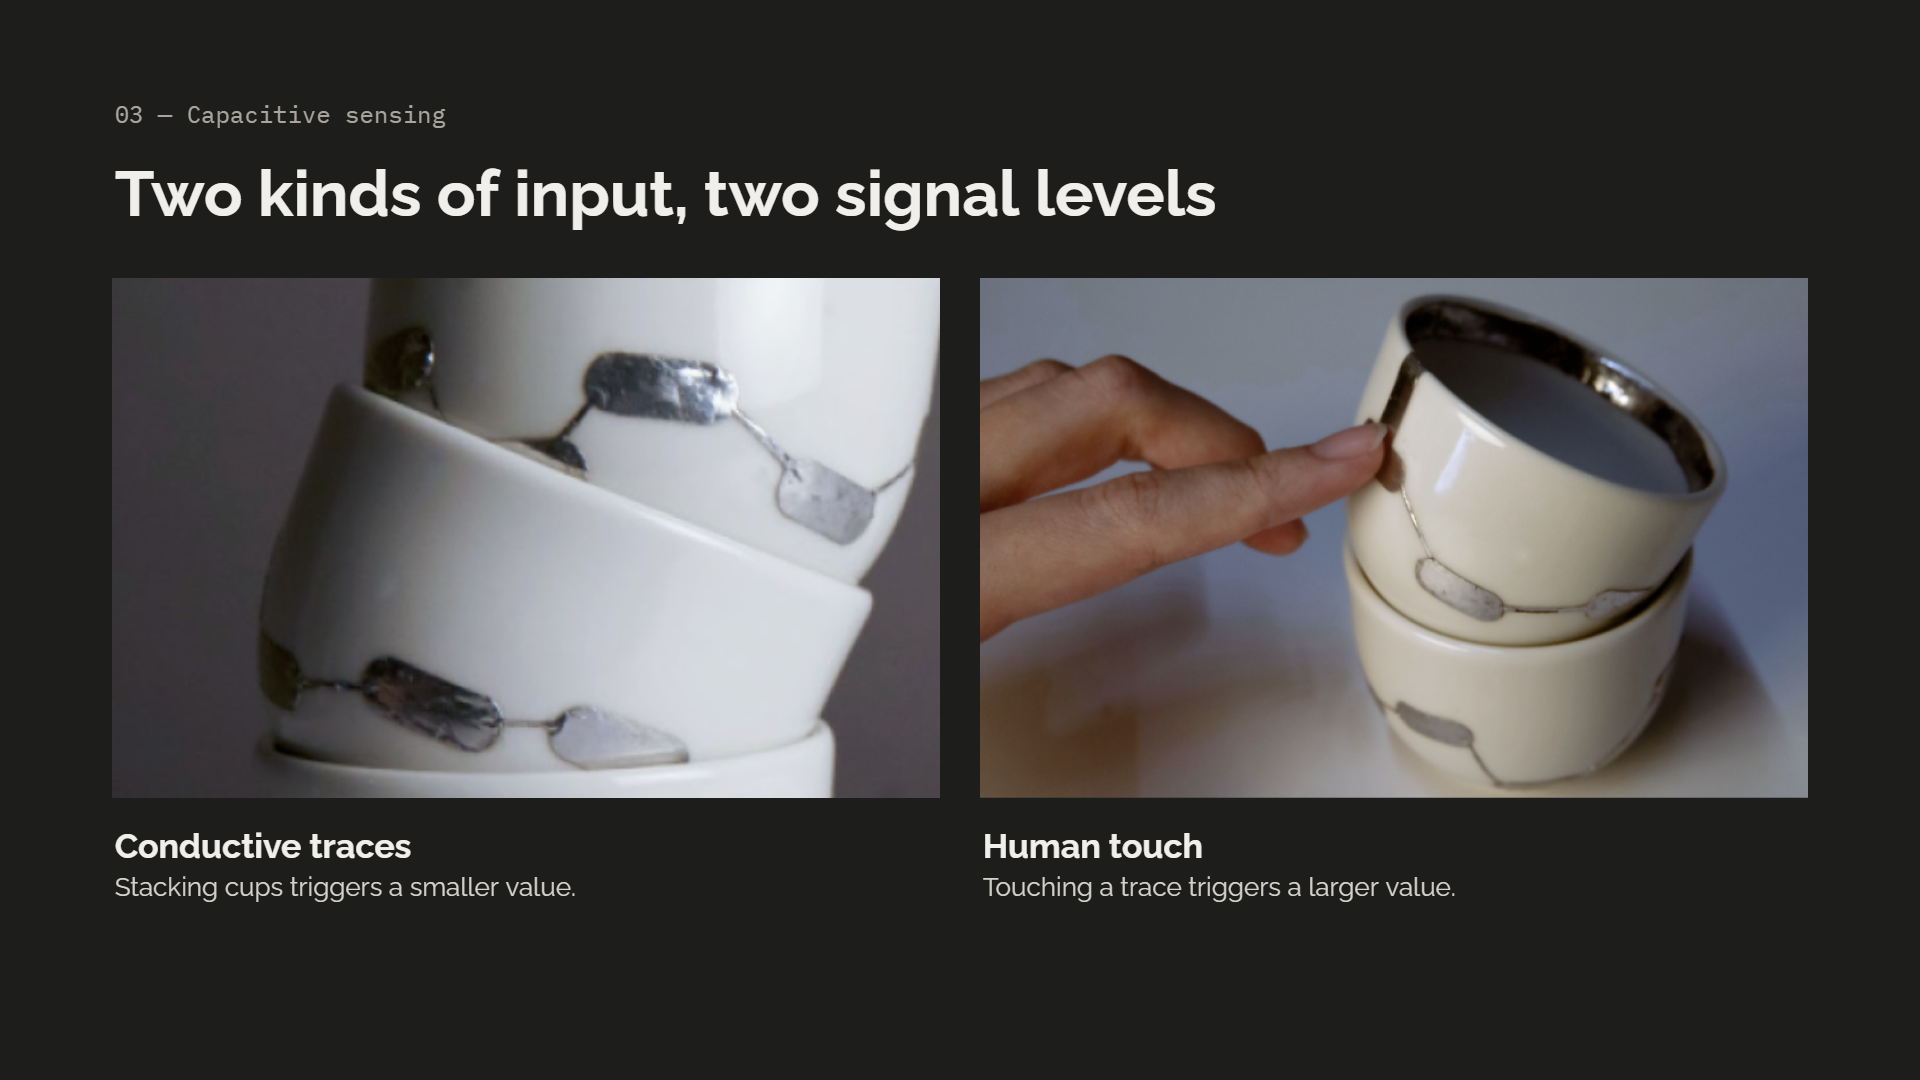 03 — Capacitive sensing
Two kinds of input, two signal levels
Conductive traces
Stacking cups triggers a smaller value.
Human touch
Touching a trace triggers a larger value.